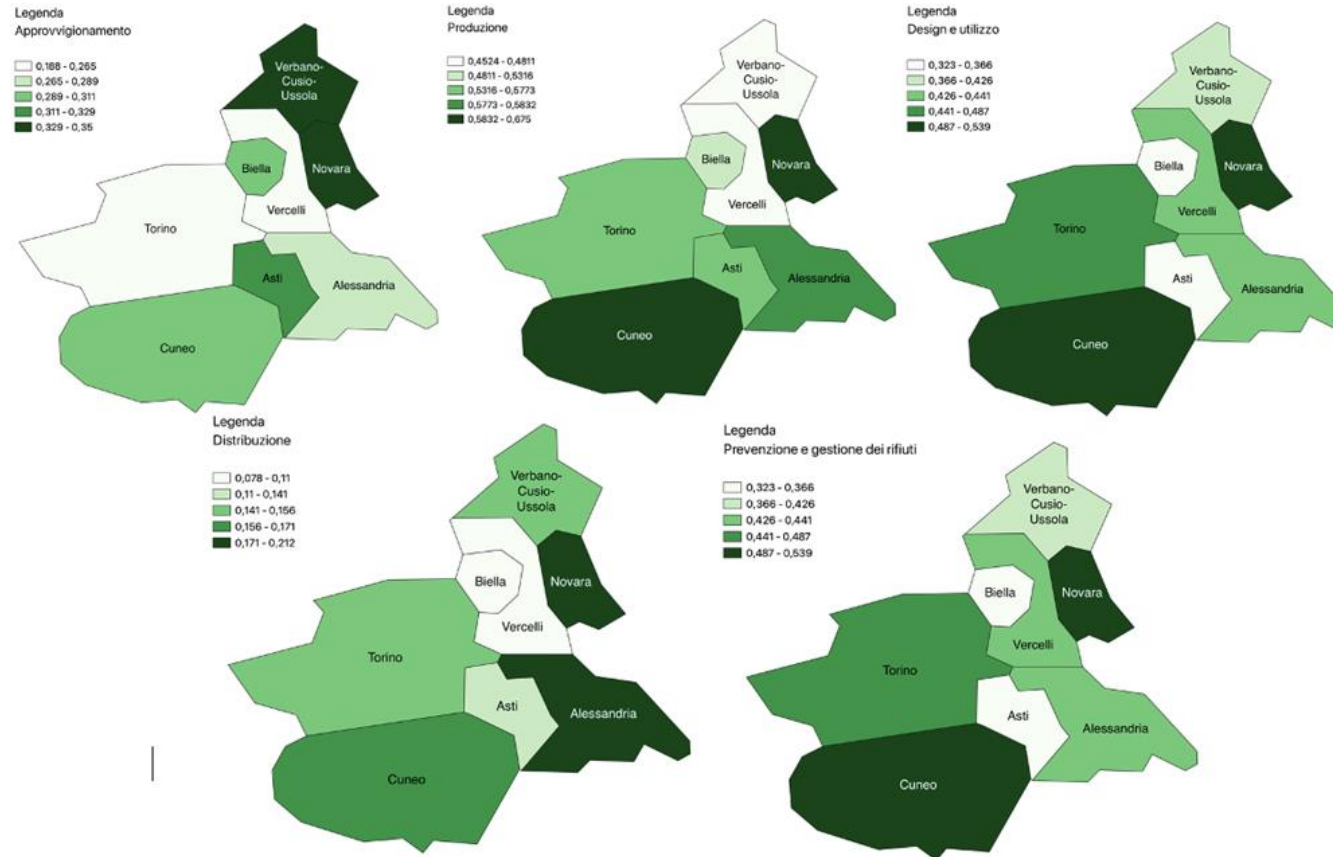 Legenda
Approvvigionamento
0,188 - 0,265
0,265 - 0,289
0,289 - 0,311
0,311 - 0,329
0,329 - 0,35
Verbano-
Cusio-
Ussola
Biella
Novara
Vercelli
Torino
Asti
Alessandria
Cuneo
Legenda
Produzione
0,4524 - 0,4811
0,4811 - 0,5316
0,5316 - 0,5773
0,5773 - 0,5832
0,5832 - 0,675
Verbano-
Cusio-
Ussola
Biella
Novara
Vercelli
Torino
Asti
Alessandria
Cuneo
Legenda
Design e utilizo
0,323 - 0,366
0,366 - 0,426
0,426 - 0,441
0,441 - 0,487
0,487 - 0,539
Verbano-
Cusio-
Ussola
Biella
Novara
Vercelli
Torino
Asti
Alessandria
Cuneo
Legenda
Distribuzione
0,078 - 0,11
0,11 - 0,141
0,141 - 0,156
0,156 - 0,171
0,171 - 0,212
Verbano-
Cusio-
Ussola
Biella
Novara
Vercelli
Torino
Asti
Alessandria
Cuneo
Legenda
Prevenzione e gestione dei rifiuti
0,323 - 0,366
0,366 - 0,426
0,426 - 0,441
0,441 - 0,487
0,487 - 0,539
Verbano-
Cusio-
Ussola
Biella
Novara
Vercelli
Torino
Asti
Alessandria
Cuneo